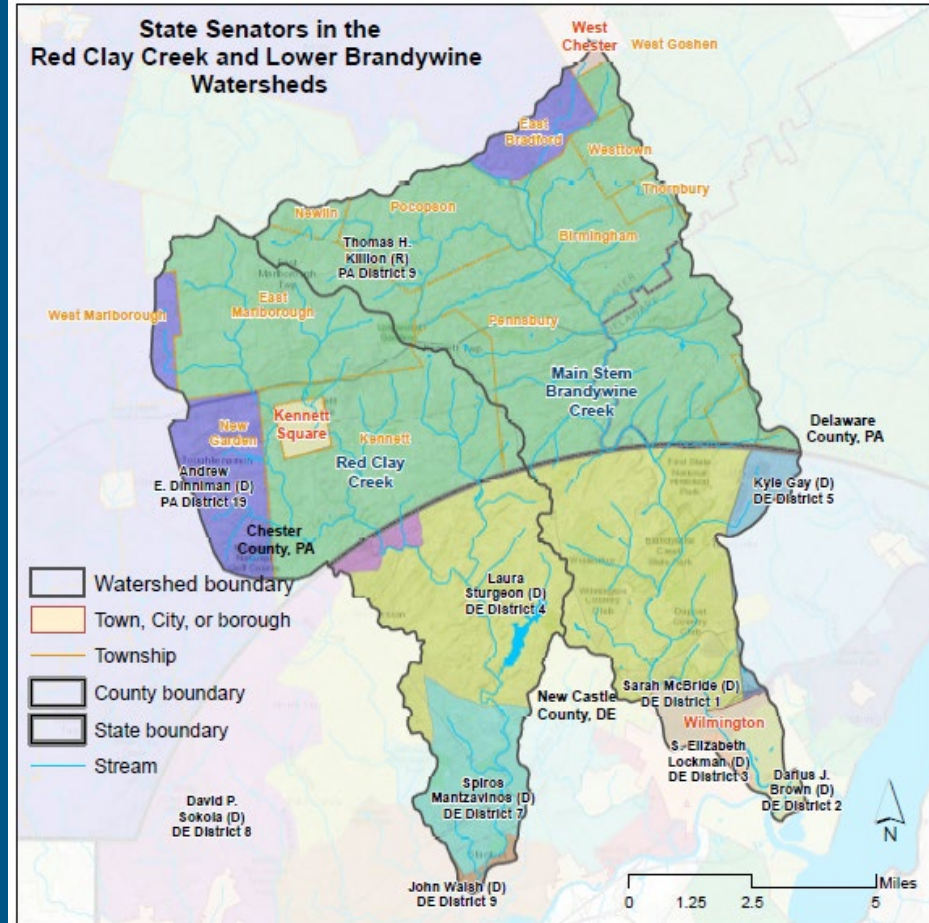 State Senators in the
Red Clay Creek and Lower Brandywine
Watersheds
West
Chester
West Goshen
East
Bradford
Westtown
Thornbury
Newlin
Pocopson
Birmingham
Thomas H.
Killion (R)
PA District 9
West Marlborough
East
Marlborough
Pennsbury
Main Stem
Brandywine
Creek
Kennett
Square
New
Garden
Kennett
Red Clay
Creek
Delaware
County, PA
Andrew
E. Dinniman (D)
PA District 19
Kyle Gay (D)
DE District 5
Chester
County, PA
Laura
Sturgeon (D)
DE District 4
Watershed boundary
Town, City, or borough
Township
County boundary
State boundary
Stream
New Castle
County, DE
Sarah McBride (D)
DE District 1
Wilmington
S. Elizabeth
Lockman (D)
DE District 3
Darius J.
Brown (D)
DE District 2
Spiros
Mantzavinos (D)
DE District 7
David P.
Sokola (D)
DE District 8
John Walsh (D)
DE District 9
N
Miles
0 1.25 2.5 5